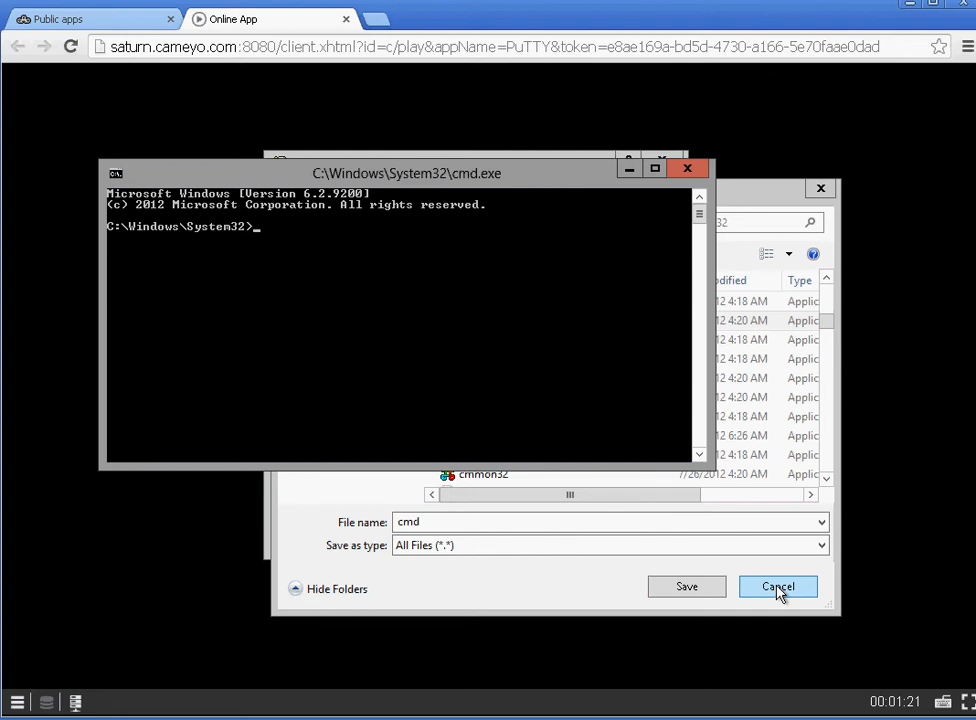 Public apps
Online App
saturn.cameyo.com:8080/client.xhtml?id=c/play&appName=PuTTY&token=e8ae169a-bd5d-4730-a166-5e70faae0dad
C:\Windows\System32\cmd.exe
Microsoft Windows [Version 6.2.9200]
(c) 2012 Microsoft Corporation. All rights reserved.
C:\Windows\System32>_
32
odified Type
12 4:18 AM Applic
12 4:20 AM Applic
12 4:18 AM Applic
12 4:18 AM Applic
12 4:20 AM Applic
12 4:20 AM Applic
12 4:18 AM Applic
12 6:26 AM Applic
12 4:18 AM Applic
cmmon32 7/26/2012 4:20 AM Applic
File name: cmd
Save as type: All Files (*.*)
Hide Folders
Save
Cancel
00:01:21